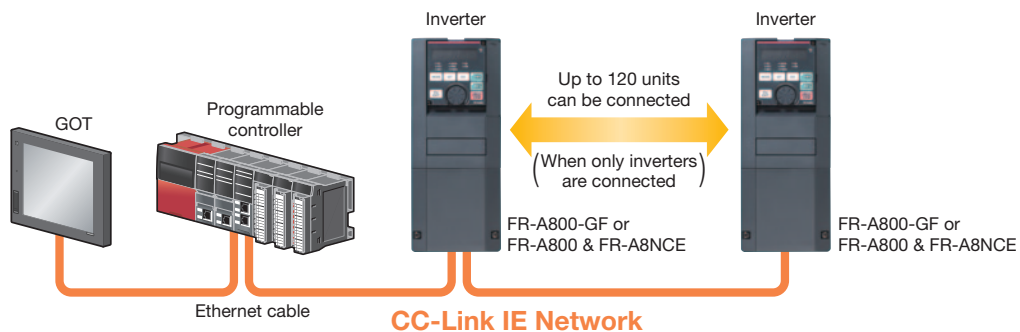 Inverter
Inverter
Up to 120 units
can be connected
(When only inverters
are connected)
GOT
Programmable
controller
FR-A800-GF or
FR-A800 & FR-A8NCE
FR-A800-GF or
FR-A800 & FR-A8NCE
Ethernet cable
CC-Link IE Network